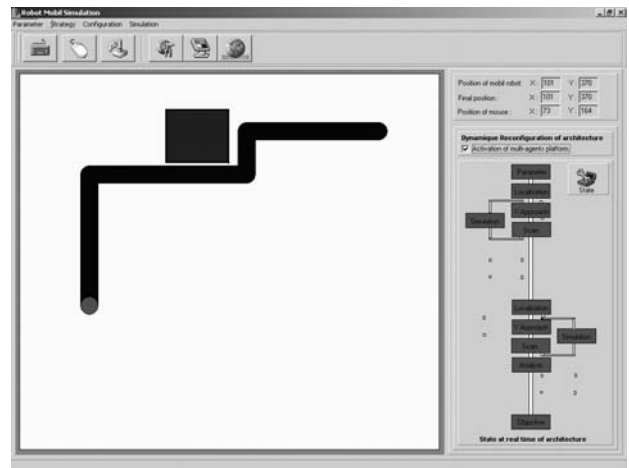 Robot Mobil Simulation
Parameter Strategy Configuration Simulation
Position of mobil robot: X: 101 Y: 370
Final position: X: 101 Y: 370
Position of mouse: X: 73 Y: 164
Dynamique Reconfiguration of architecture
Activation of multi-agents platform
Parameter
State
Localisation
X Approach
Simulation
Scan
Localisation
Y Approach
Simulation
Scan
Analysis
Objective
State at real time of architecture